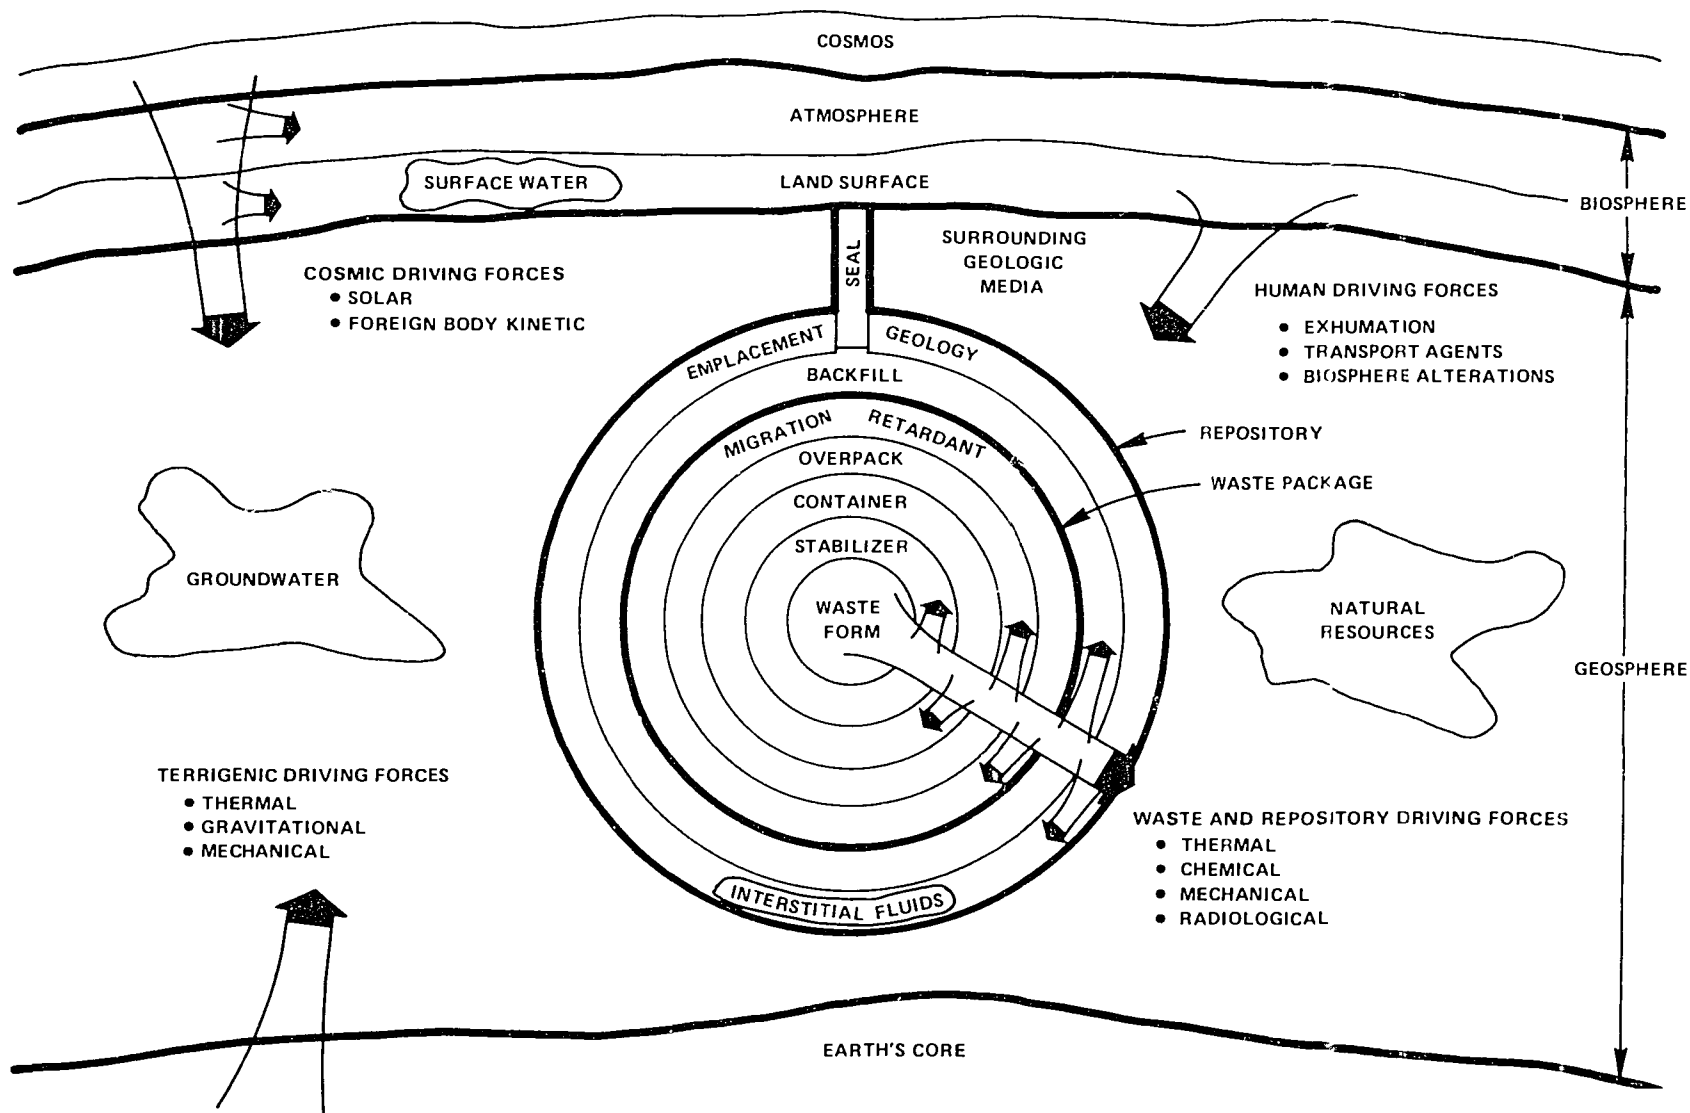 COSMOS
ATMOSPHERE
SURFACE WATER
LAND SURFACE
BIOSPHERE
SEAL
SURROUNDING
GEOLOGIC
MEDIA
COSMIC DRIVING FORCES
• SOLAR
• FOREIGN BODY KINETIC
HUMAN DRIVING FORCES
• EXHUMATION
• TRANSPORT AGENTS
• BIOSPHERE ALTERATIONS
EMPLACEMENT GEOLOGY
BACKFILL
MIGRATION RETARDANT
REPOSITORY
OVERPACK
WASTE PACKAGE
CONTAINER
STABILIZER
GROUNDWATER
WASTE
FORM
NATURAL
RESOURCES
GEOSPHERE
TERRIGENIC DRIVING FORCES
• THERMAL
• GRAVITATIONAL
• MECHANICAL
WASTE AND REPOSITORY DRIVING FORCES
• THERMAL
• CHEMICAL
• MECHANICAL
• RADIOLOGICAL
INTERSTITIAL FLUIDS
EARTH'S CORE